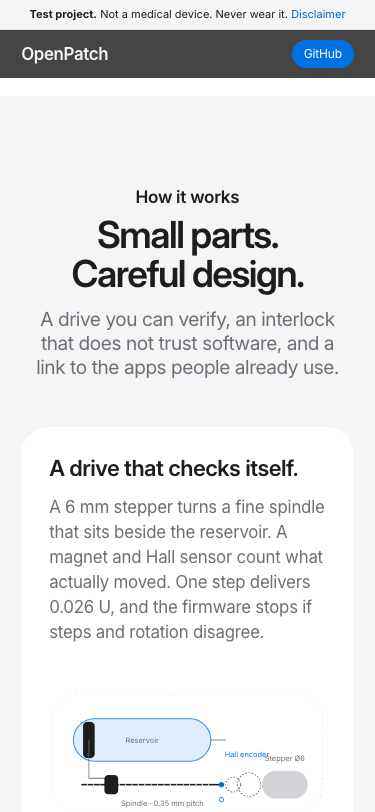 Test project. Not a medical device. Never wear it. Disclaimer
OpenPatch
GitHub
How it works
Small parts.
Careful design.
A drive you can verify, an interlock
that does not trust software, and a
link to the apps people already use.
A drive that checks itself.
A 6 mm stepper turns a fine spindle
that sits beside the reservoir. A
magnet and Hall sensor count what
actually moved. One step delivers
0.026 U, and the firmware stops if
steps and rotation disagree.
Reservoir
Hall encoder
Stepper Ø6
Spindle · 0.35 mm pitch